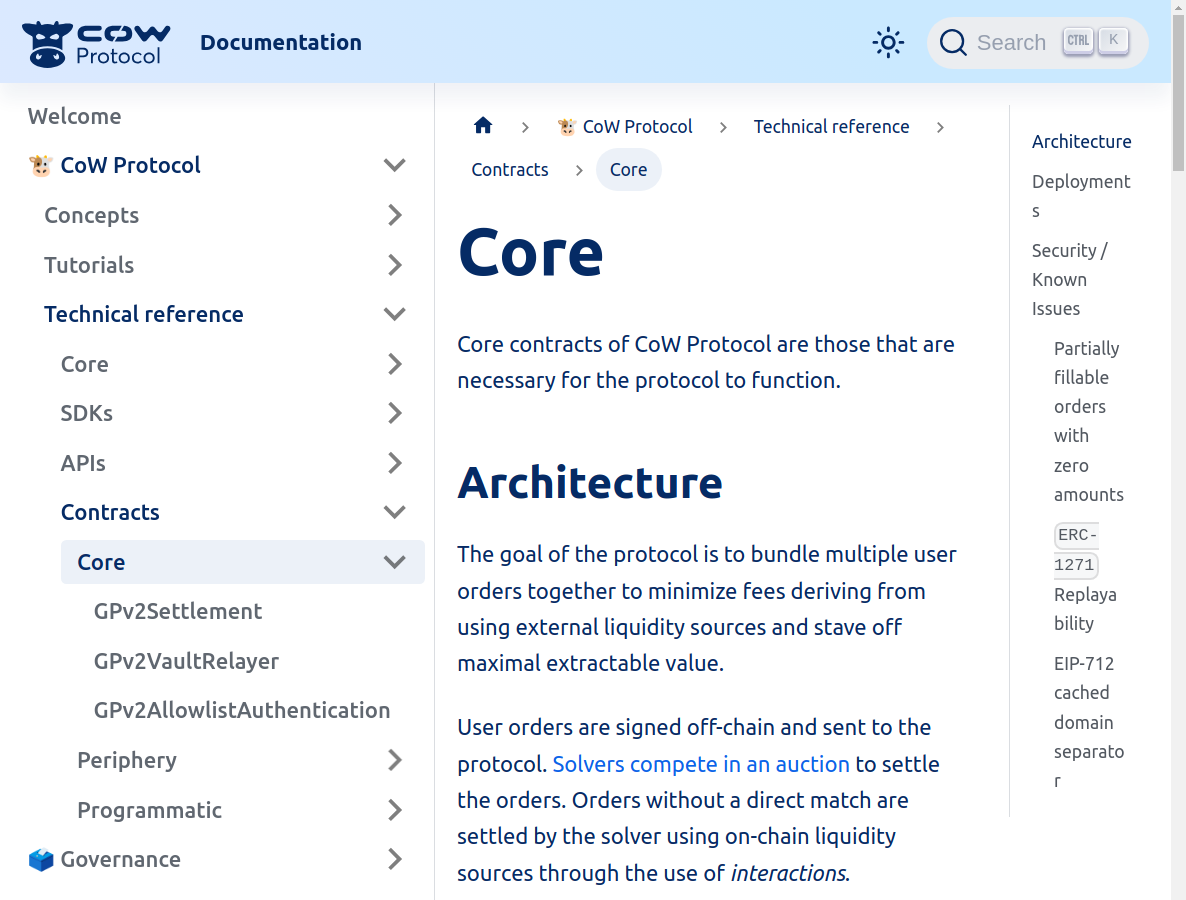 COW
Protocol
Documentation
Search CTRL K
Welcome
CoW Protocol
Concepts
Tutorials
Technical reference
Core
SDKs
APIs
Contracts
Core
GPv2Settlement
GPv2VaultRelayer
GPv2AllowlistAuthentication
Periphery
Programmatic
Governance
CoW Protocol
Technical reference
Contracts
Core
Core
Core contracts of CoW Protocol are those that are
necessary for the protocol to function.
Architecture
The goal of the protocol is to bundle multiple user
orders together to minimize fees deriving from
using external liquidity sources and stave off
maximal extractable value.
User orders are signed off-chain and sent to the
protocol. Solvers compete in an auction to settle
the orders. Orders without a direct match are
settled by the solver using on-chain liquidity
sources through the use of interactions.
Architecture
Deployment
s
Security /
Known
Issues
Partially
fillable
orders
with
zero
amounts
ERC-
1271
Replaya
bility
EIP-712
cached
domain
separato
r